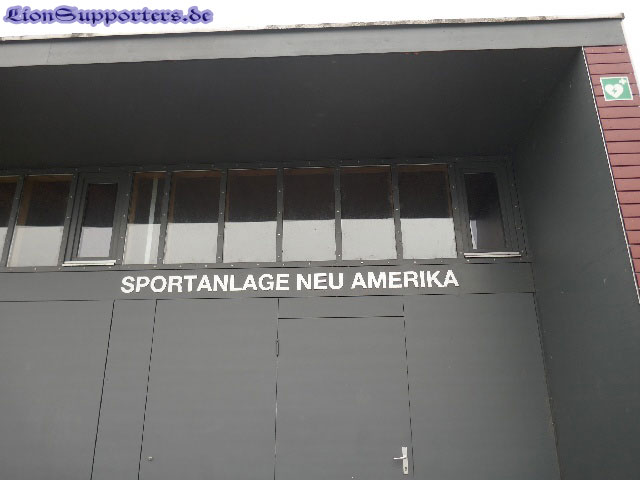 LionSupporters.de
SPORTANLAGE NEU AMERIKA